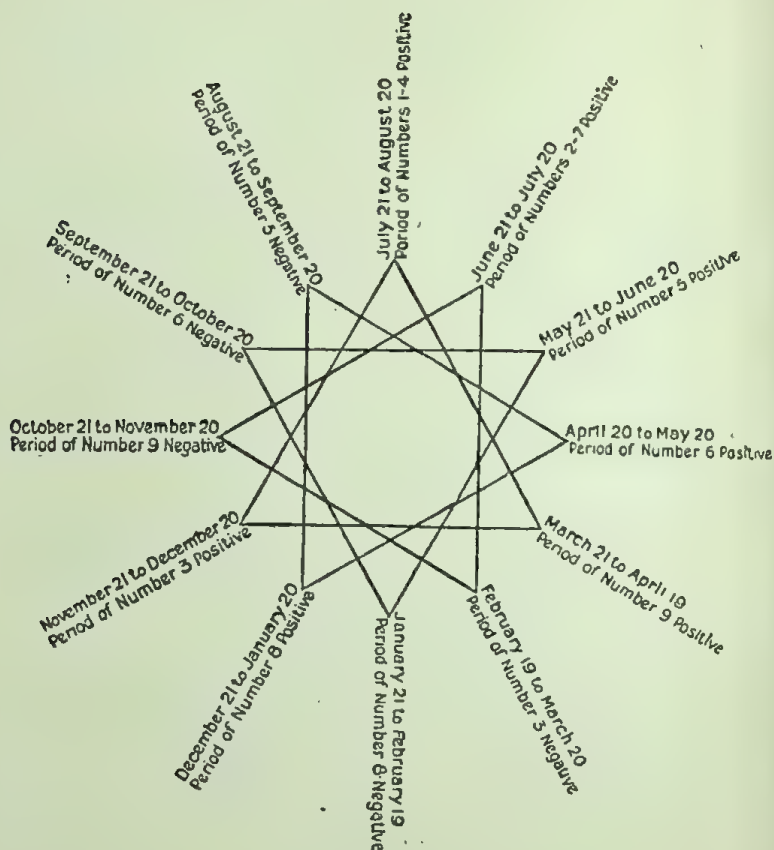 July 21 to August 20
Period of Numbers 1-4 Positive
June 21 to July 20
Period of Numbers 2-7 Positive
May 21 to June 20
Period of Number 5 Positive
April 20 to May 20
Period of Number 6 Positive
March 21 to April 19
Period of Number 9 Positive
February 19 to March 20
Period of Number 3 Negative
January 21 to February 19
Period of Number 8 Negative
December 21 to January 20
Period of Number 8 Positive
November 21 to December 20
Period of Number 3 Positive
October 21 to November 20
Period of Number 9 Negative
September 21 to October 20
Period of Number 6 Negative
August 21 to September 20
Period of Number 5 Negative